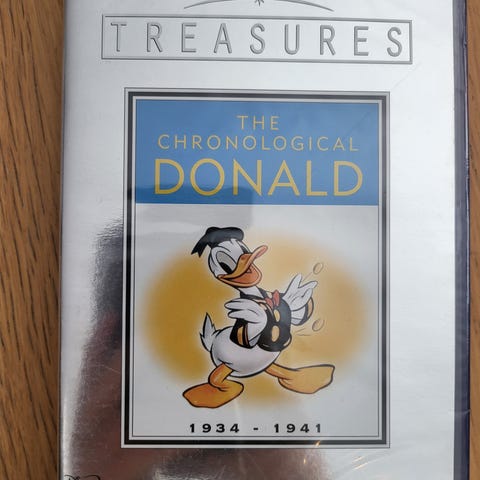 TREASURES
THE
CHRONOLOGICAL
DONALD
1934 - 1941